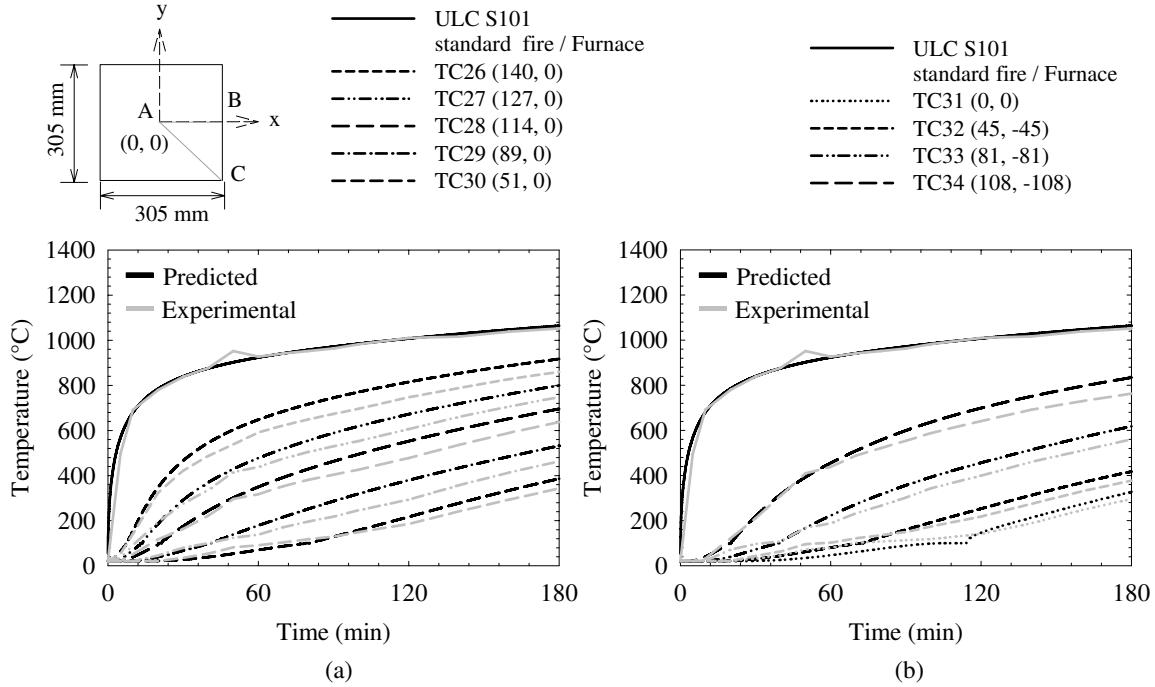 y
305 mm
A
B
x
(0, 0)
C
305 mm
ULC S101
standard fire / Furnace
TC26 (140, 0)
TC27 (127, 0)
TC28 (114, 0)
TC29 (89, 0)
TC30 (51, 0)
ULC S101
standard fire / Furnace
TC31 (0, 0)
TC32 (45, -45)
TC33 (81, -81)
TC34 (108, -108)
1400
1200
1000
800
600
400
200
0
Temperature (°C)
Predicted
Experimental
0 60 120 180
Time (min)
(a)
1400
1200
1000
800
600
400
200
0
Temperature (°C)
Predicted
Experimental
0 60 120 180
Time (min)
(b)